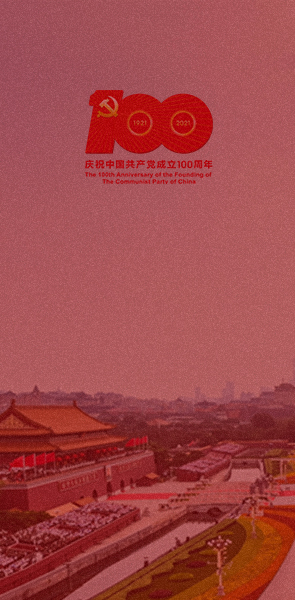 100
1921
2021
庆祝中国共产党成立100周年
The 100th Anniversary of the Founding of
The Communist Party of China